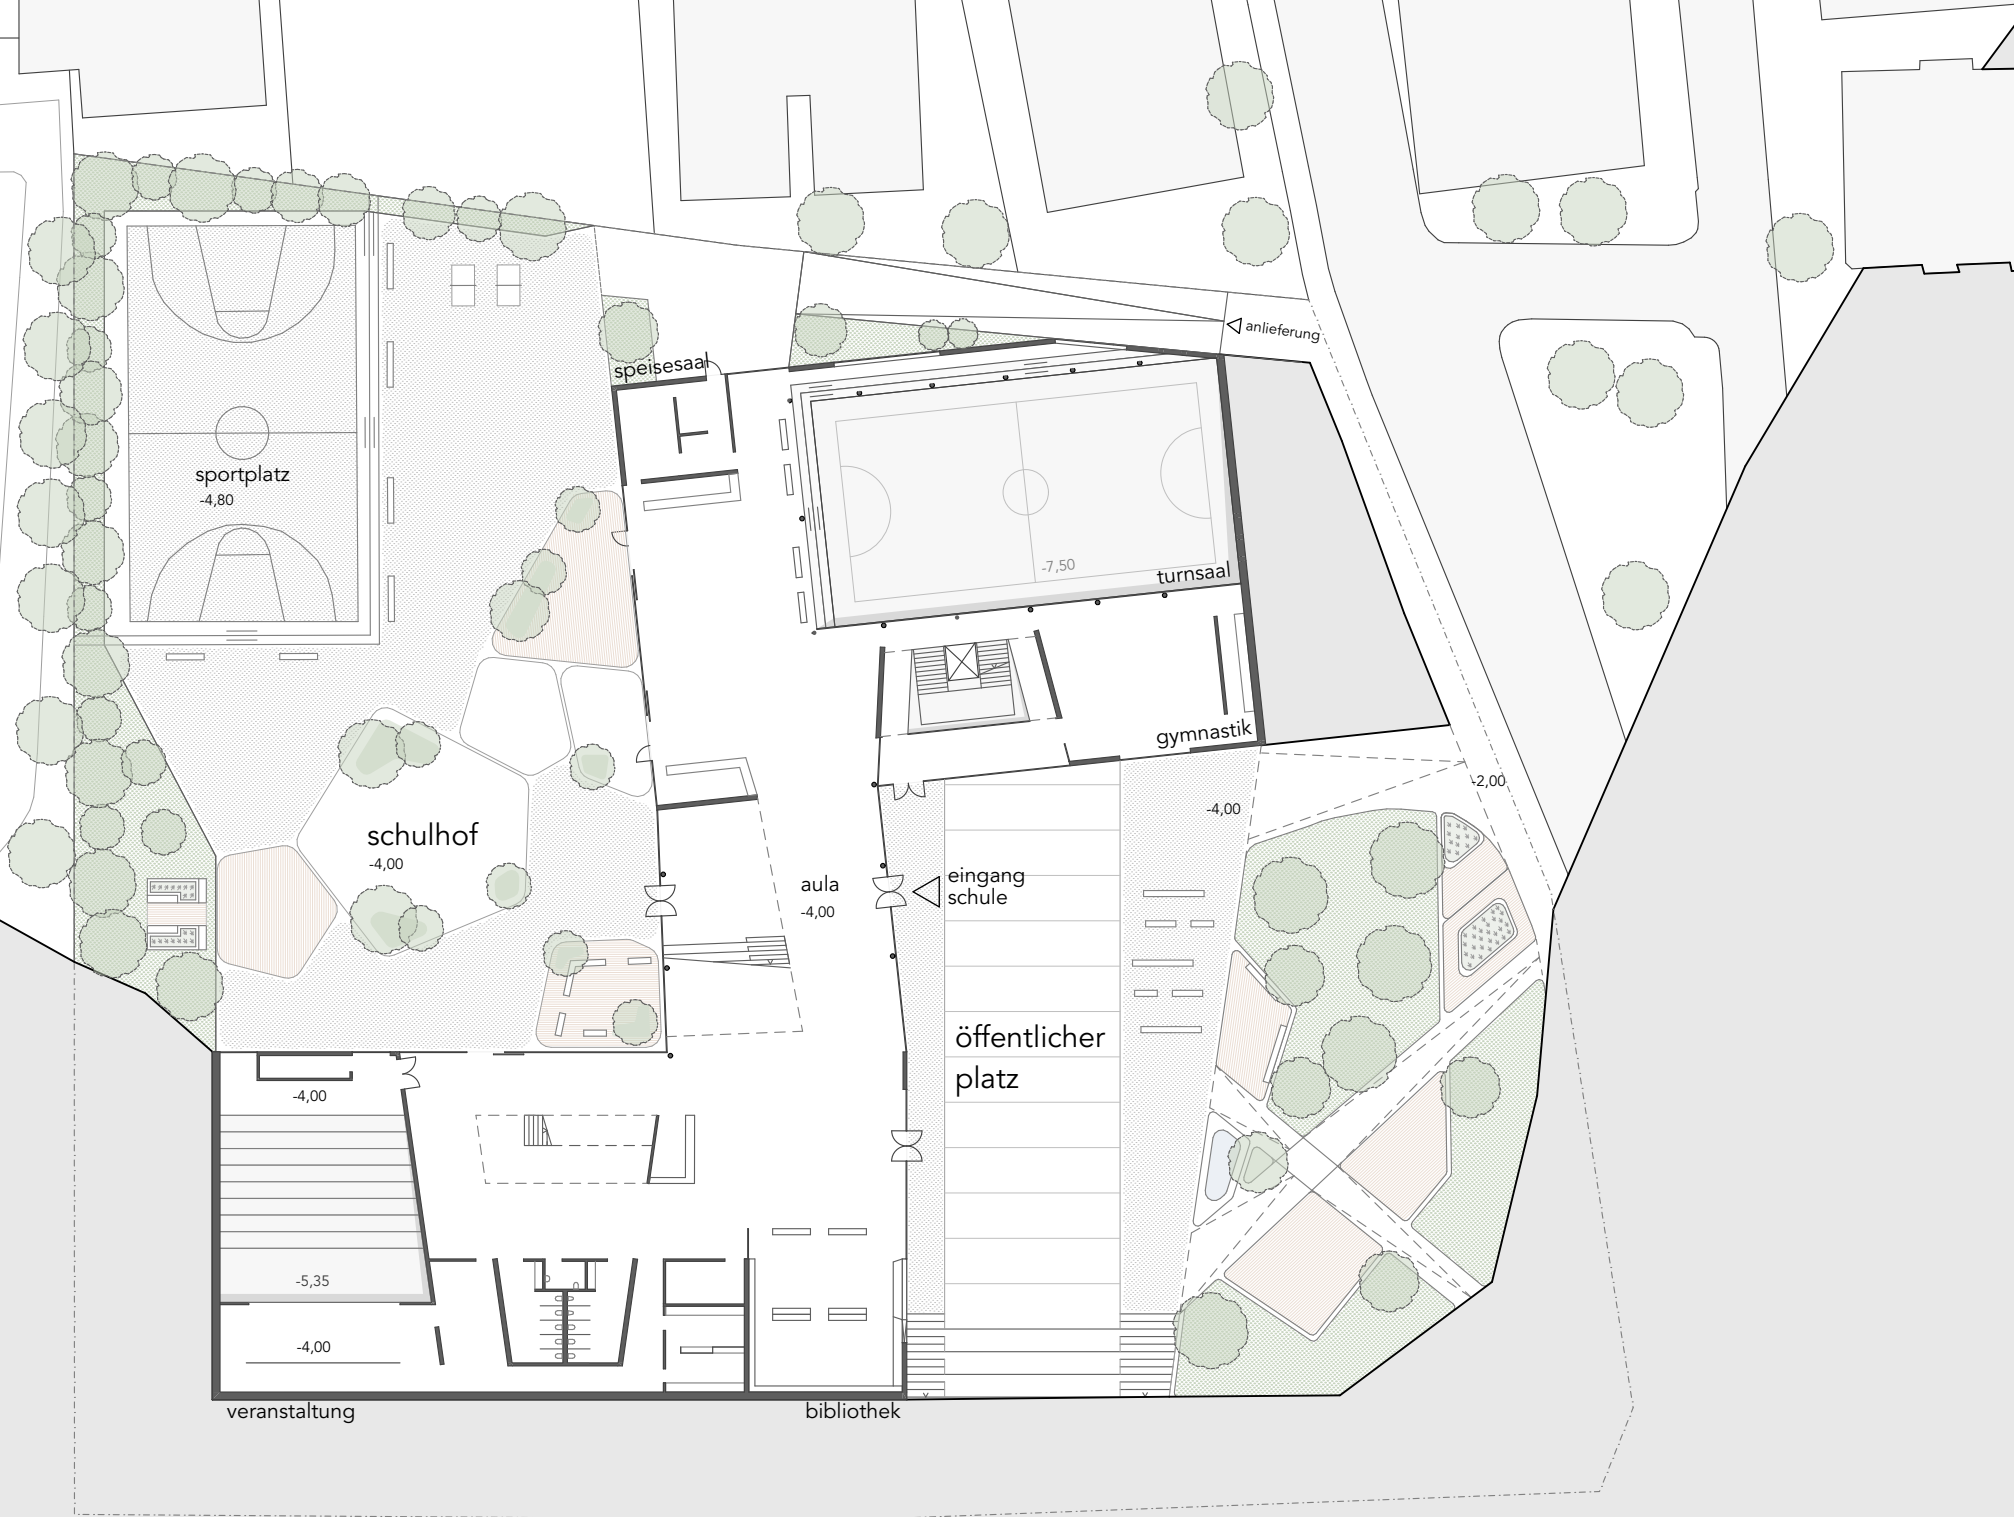 anlieferung
speisesaal
sportplatz
-4,80
-7,50
turnsaal
gymnastik
-2,00
-4,00
schulhof
-4,00
aula
-4,00
eingang
schule
öffentlicher
platz
-4,00
-5,35
-4,00
veranstaltung
bibliothek